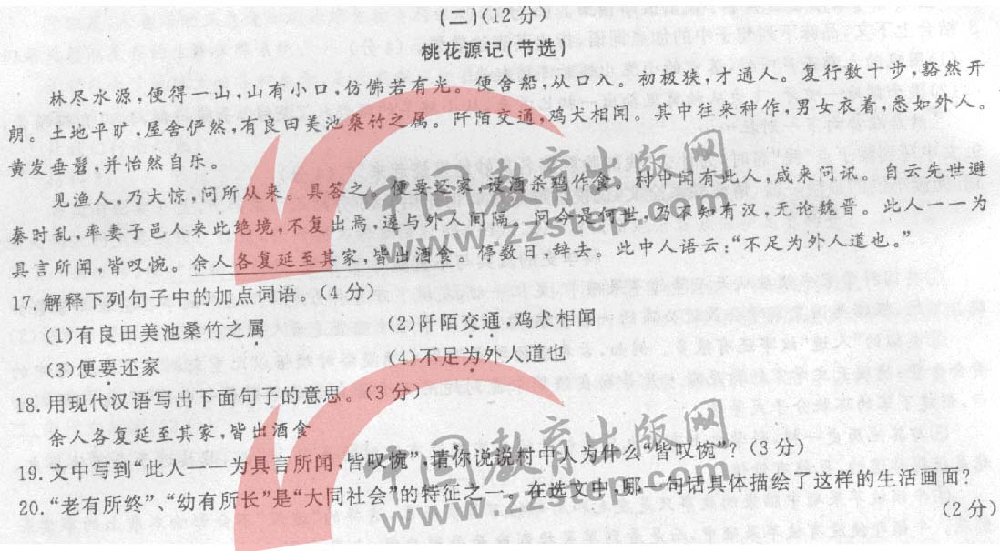 (二)(12分)
桃花源记(节选)
林尽水源,便得一山,山有小口,仿佛若有光。便舍船,从口入。初极狭,才通人。复行数十步,豁然开
朗。土地平旷,屋舍俨然,有良田美池桑竹之属。阡陌交通,鸡犬相闻。其中往来种作,男女衣着,悉如外人。
黄发垂髫,并怡然自乐。
见渔人,乃大惊,问所从来。具答之。便要还家,设酒杀鸡作食。村中闻有此人,咸来问讯。自云先世避
秦时乱,率妻子邑人来此绝境,不复出焉,遂与外人间隔。问今是何世,乃不知有汉,无论魏晋。此人一一为
具言所闻,皆叹惋。余人各复延至其家,皆出酒食。停数日,辞去。此中人语云:“不足为外人道也。”
17.解释下列句子中的加点词语。(4分)
(1)有良田美池桑竹之属 (2)阡陌交通,鸡犬相闻
(3)便要还家 (4)不足为外人道也
18.用现代汉语写出下面句子的意思。(3分)
余人各复延至其家,皆出酒食
19.文中写到“此人一一为具言所闻,皆叹惋”,请你说说村中人为什么“皆叹惋”?(3分)
20.“老有所终”、“幼有所长”是“大同社会”的特征之一。在选文中,哪一句话具体描绘了这样的生活画面?
(2分)
中国教育出版网
www.zzstep.com
中国教育出版网
www.zzstep.com